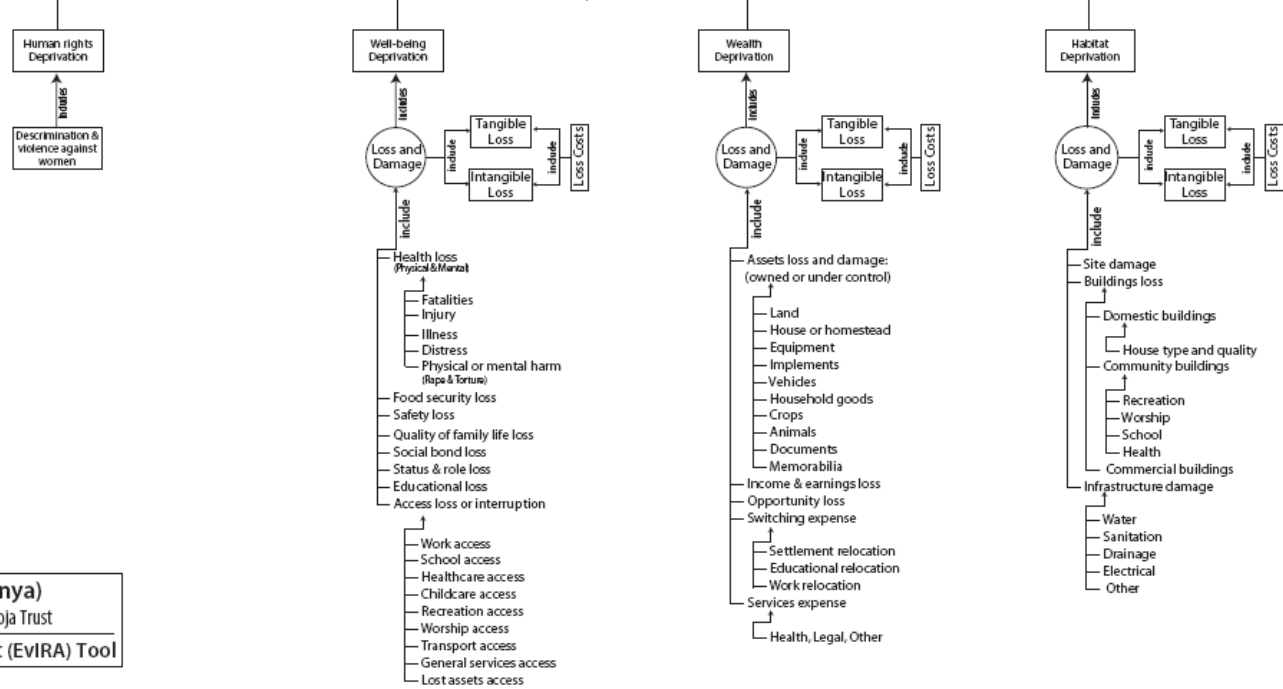 Human rights
Deprivation
includes
Descrimination &
violence against
women
Well-being
Deprivation
includes
Loss and
Damage
include
Tangible
Loss
Intangible
Loss
include
Loss Costs
include
Health loss
(Physical & Mental)
Fatalities
Injury
Illness
Distress
Physical or mental harm
(Rape & Torture)
Food security loss
Safety loss
Quality of family life loss
Social bond loss
Status & role loss
Educational loss
Access loss or interruption
Work access
School access
Healthcare access
Childcare access
Recreation access
Worship access
Transport access
General services access
Lost assets access
Wealth
Deprivation
includes
Loss and
Damage
include
Tangible
Loss
Intangible
Loss
include
Loss Costs
include
Assets loss and damage:
(owned or under control)
Land
House or homestead
Equipment
Implements
Vehicles
Household goods
Crops
Animals
Documents
Memorabilia
Income & earnings loss
Opportunity loss
Switching expense
Settlement relocation
Educational relocation
Work relocation
Services expense
Health, Legal, Other
Habitat
Deprivation
includes
Loss and
Damage
include
Tangible
Loss
Intangible
Loss
include
Loss Costs
include
Site damage
Buildings loss
Domestic buildings
House type and quality
Community buildings
Recreation
Worship
School
Health
Commercial buildings
Infrastructure damage
Water
Sanitation
Drainage
Electrical
Other
nya)
oja Trust
(EvIRA) Tool